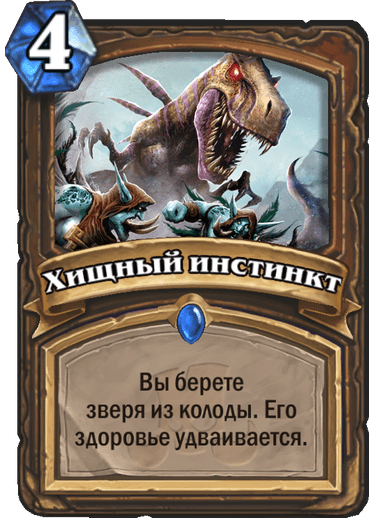 4
Хищный инстинкт
Вы берете
зверя из колоды. Его
здоровье удваивается.